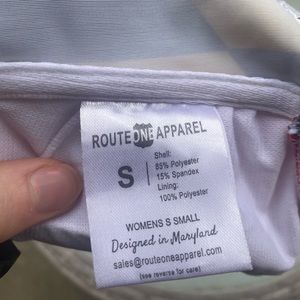 ROUTE ONE APPAREL
S
Shell:
85% Polyester
15% Spandex
Lining:
100% Polyester
WOMENS S SMALL
Designed in Maryland
sales@routeoneapparel.com
(see reverse for care)